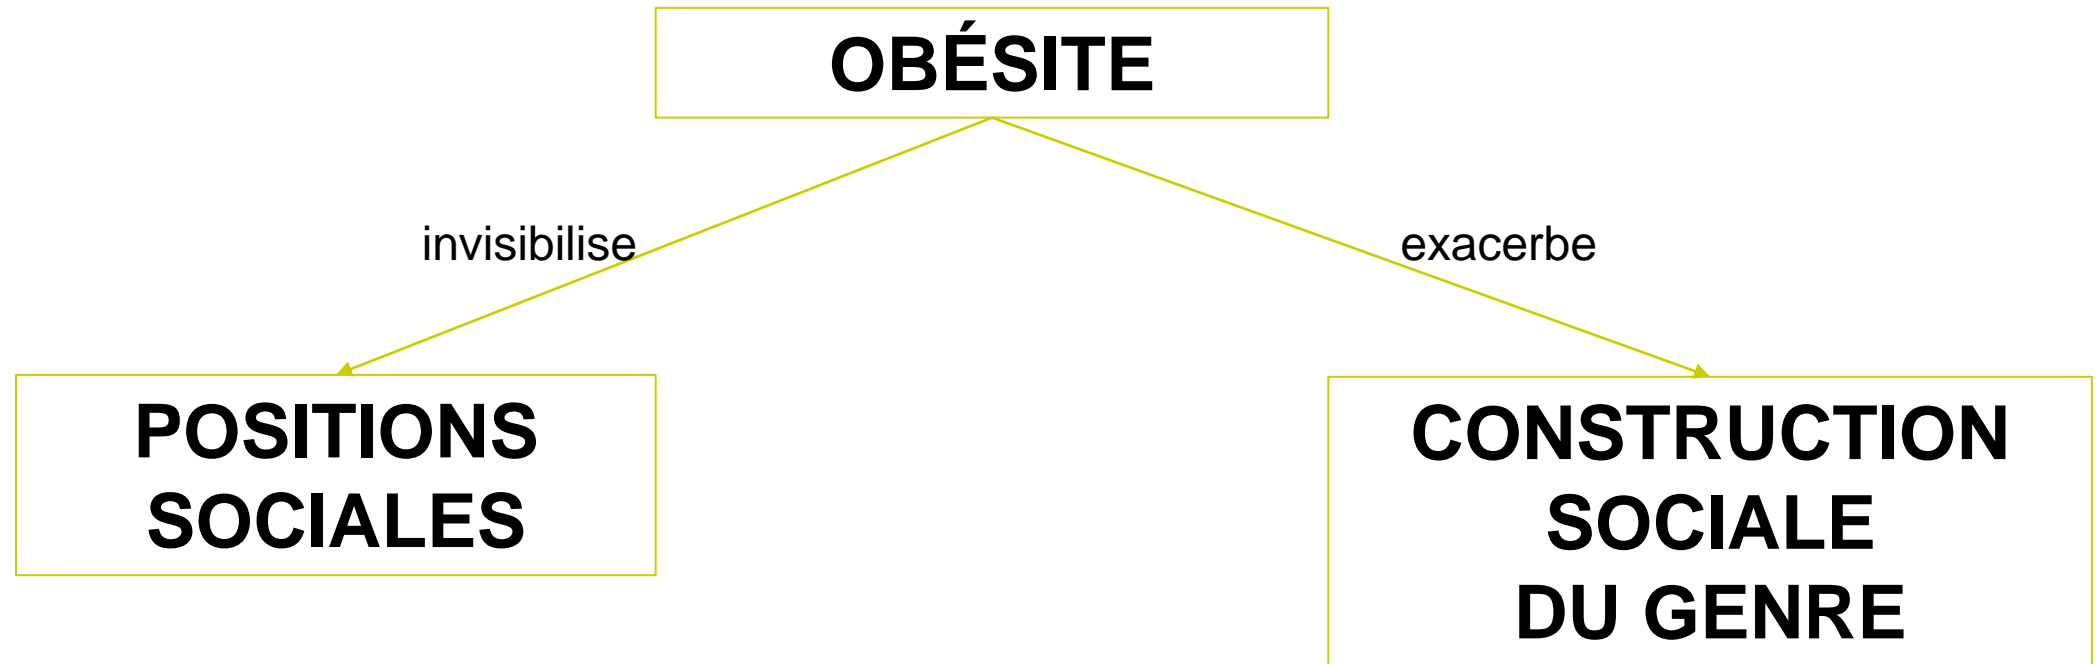 OBÉSITE
invisibilise
exacerbe
POSITIONS
SOCIALES
CONSTRUCTION
SOCIALE
DU GENRE